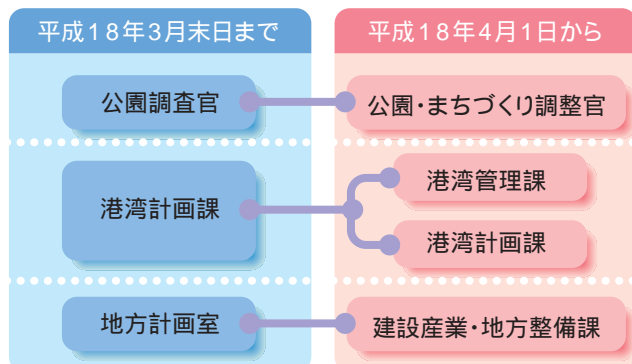 平成18年3月末日まで
平成18年4月1日から
公園調査官
公園・まちづくり調整官
港湾計画課
港湾管理課
港湾計画課
地方計画室
建設産業・地方整備課